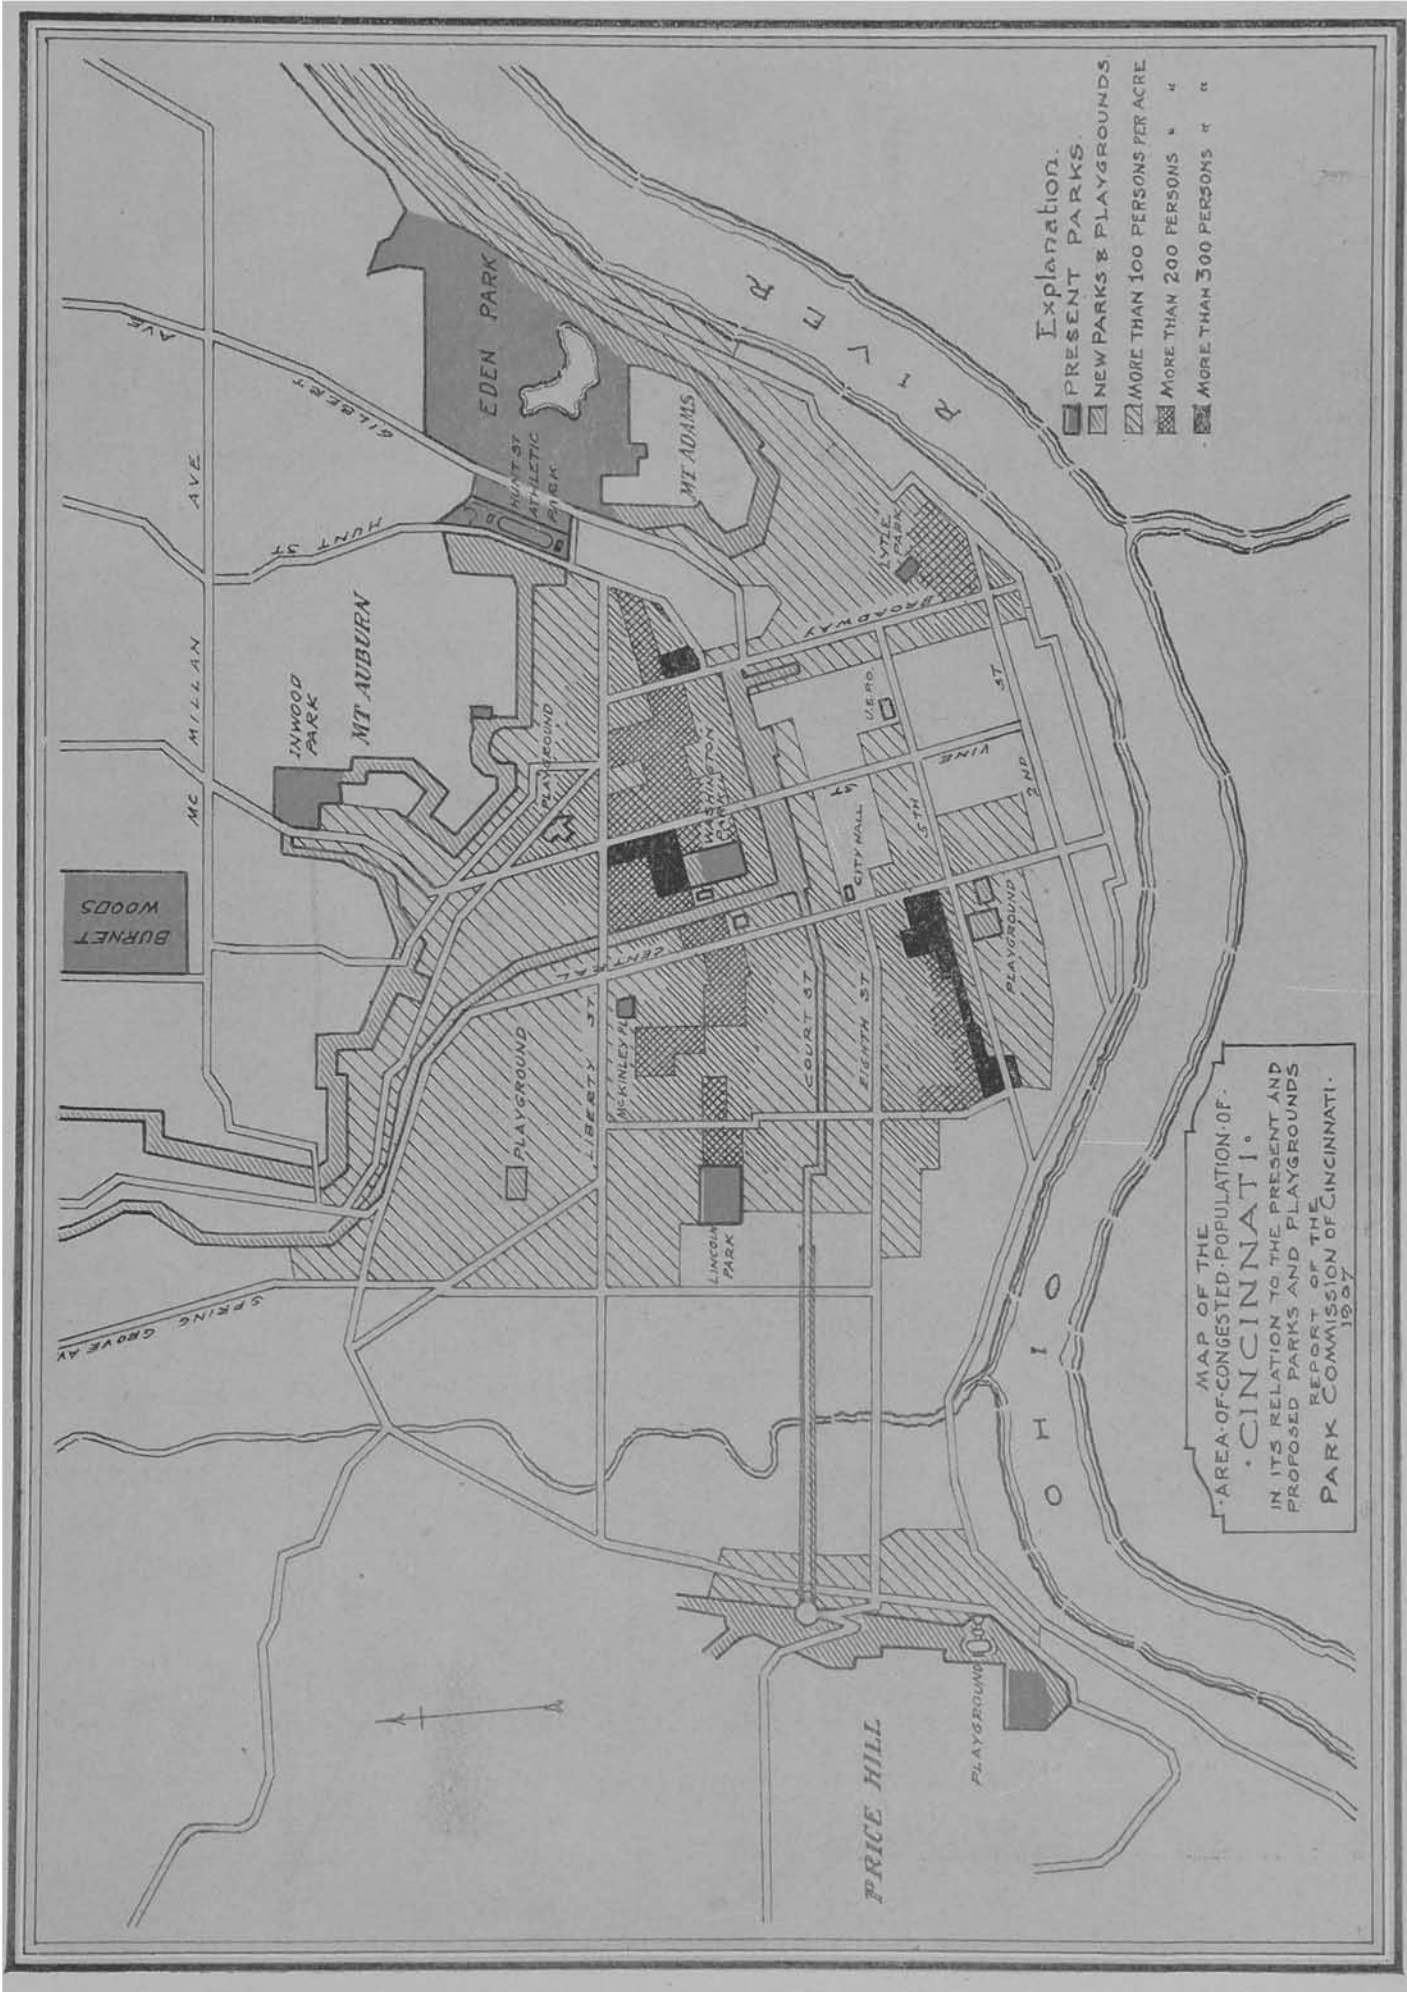 BURNET
WOODS
MCMILLAN AVE
GILBERT
AVE
HUNT ST
INWOOD
PARK
MT AUBURN
EDEN PARK
HUNT ST
ATHLETIC
PARK
MT ADAMS
SPRING GROVE AV.
PLAYGROUND
PLAYGROUND
LIBERTY ST.
MCKINLEY PL
CENTRAL
WASHINGTON
PARK
LINCOLN
PARK
COURT ST
EIGHTH ST
CITY HALL
5TH
VINE
ST
U.S.P.O.
BROADWAY
LYTLE
PARK
2ND
ST
PLAYGROUND
PRICE HILL
PLAYGROUND
OHIO
RIVER
Explanation.
PRESENT PARKS.
NEW PARKS & PLAYGROUNDS.
MORE THAN 100 PERSONS PER ACRE
MORE THAN 200 PERSONS " "
MORE THAN 300 PERSONS " "
MAP OF THE
·AREA·OF·CONGESTED·POPULATION·OF·
·CINCINNATI·
IN ITS RELATION TO THE PRESENT AND
PROPOSED PARKS AND PLAYGROUNDS
REPORT OF THE
PARK COMMISSION OF CINCINNATI·
1907